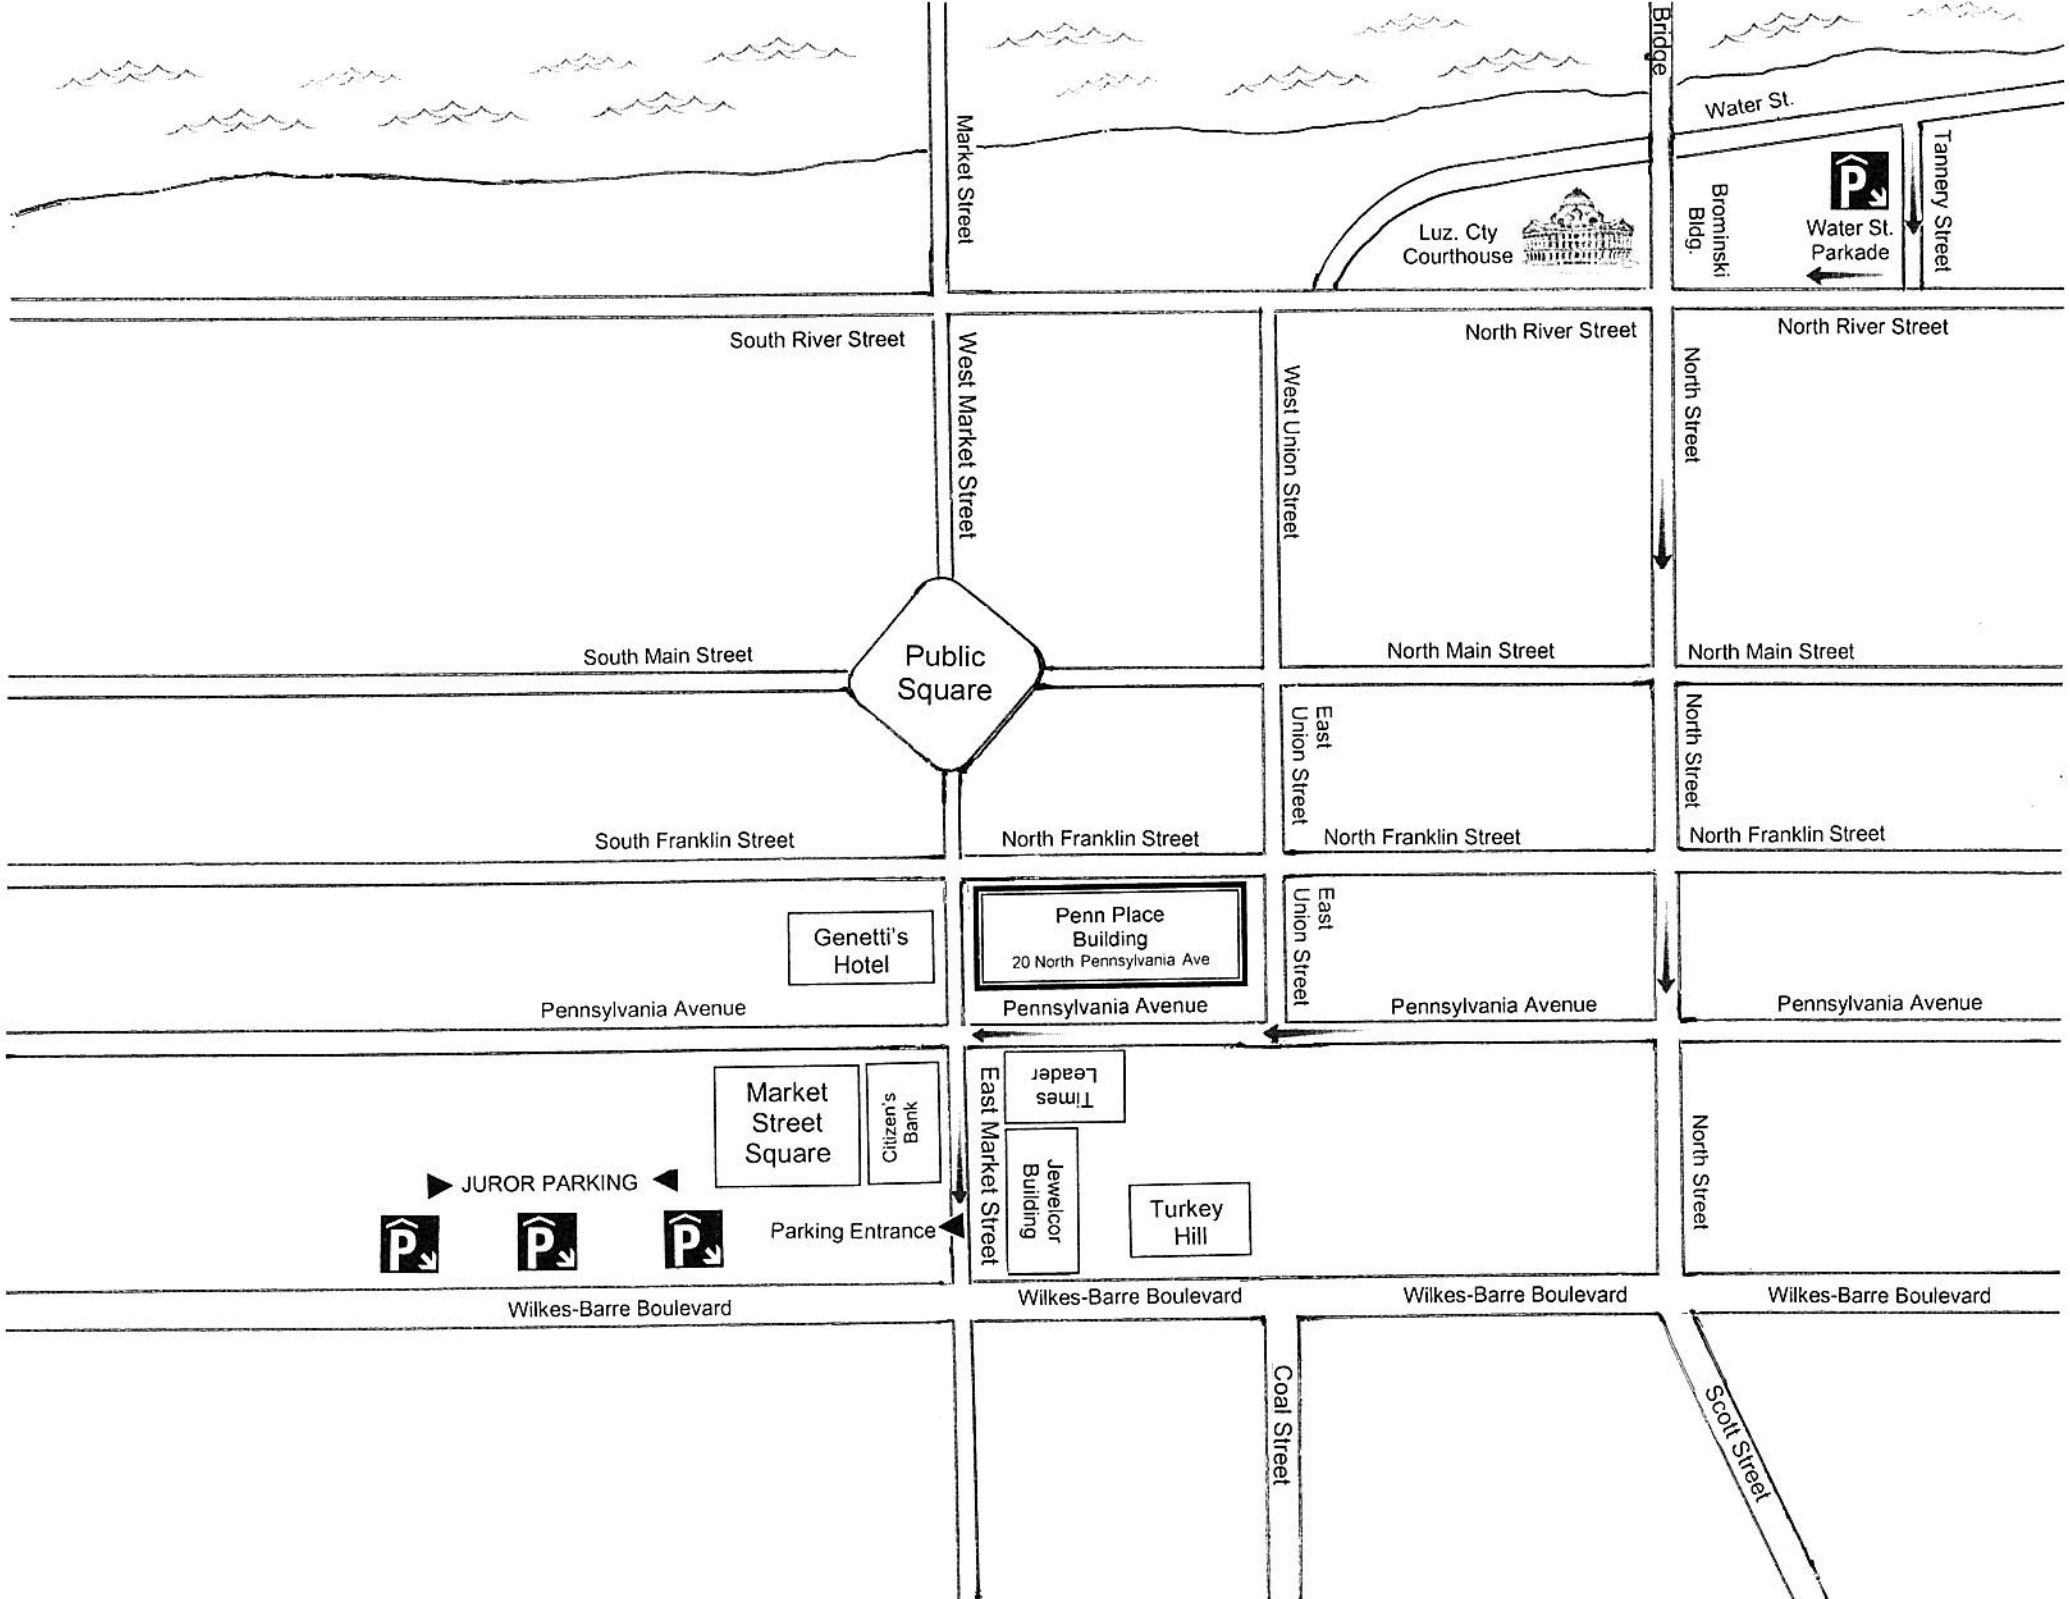 Bridge
Water St.
Market Street
Tannery Street
P
Brominski
Bldg.
Water St.
Parkade
Luz. Cty
Courthouse
South River Street
North River Street
North River Street
West Market Street
West Union Street
North Street
Public
Square
South Main Street
North Main Street
North Main Street
East
Union Street
North Street
South Franklin Street
North Franklin Street
North Franklin Street
North Franklin Street
Genetti's
Hotel
Penn Place
Building
20 North Pennsylvania Ave
East
Union Street
Pennsylvania Avenue
Pennsylvania Avenue
Pennsylvania Avenue
Pennsylvania Avenue
Market
Street
Square
Citizen's
Bank
East Market Street
Times
Leader
Jewelcor
Building
Turkey
Hill
North Street
JUROR PARKING
P
P
P
Parking Entrance
Wilkes-Barre Boulevard
Wilkes-Barre Boulevard
Wilkes-Barre Boulevard
Wilkes-Barre Boulevard
Coal Street
Scott Street